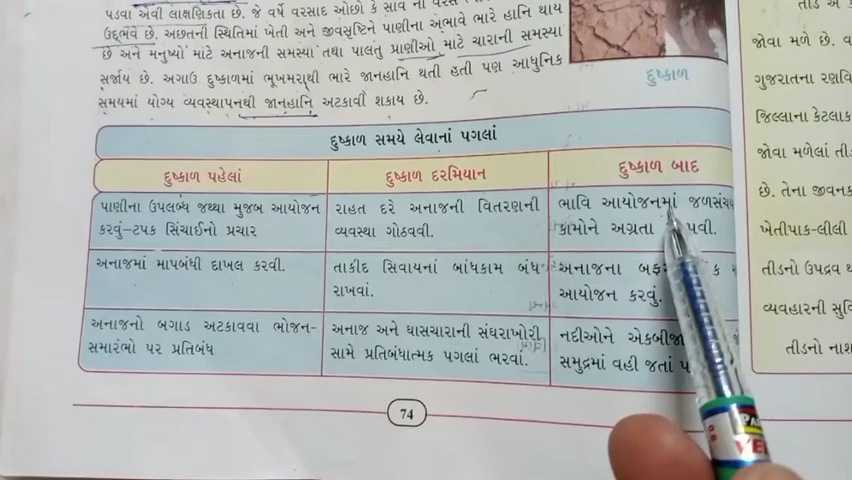 પડવા એવી લાક્ષણિકતા છે. જે વર્ષે વરસાદ ઓછો કે સાવ ના
ઉદ્ભવે છે. અછતની સ્થિતિમાં ખેતી અને જીવસૃષ્ટિને પાણીના અભાવે ભારે હાનિ થાય
છે અને મનુષ્યો માટે અનાજની સમસ્યા તથા પાલતું પ્રાણીઓ માટે ચારાની સમસ્યા
સર્જાય છે. અગાઉ દુષ્કાળમાં ભૂખમરાથી ભારે જાનહાનિ થતી હતી પણ આધુનિક
સમયમાં યોગ્ય વ્યવસ્થાપનથી જાનહાનિ અટકાવી શકાય છે.
દુષ્કાળ
દુષ્કાળ સમયે લેવાનાં પગલાં
દુષ્કાળ પહેલાં
દુષ્કાળ દરમિયાન
દુષ્કાળ બાદ
પાણીના ઉપલબ્ધ જથ્થા મુજબ આયોજન
કરવું-ટપક સિંચાઈનો પ્રચાર
રાહત દરે અનાજની વિતરણની
વ્યવસ્થા ગોઠવવી.
ભાવિ આયોજનમાં
કામોને અગ્રતા
અનાજમાં માપબંધી દાખલ કરવી.
તાકીદ સિવાયનાં બાંધકામ બંધ
રાખવાં.
અનાજના
આયોજન કરવું.
અનાજનો બગાડ અટકાવવા ભોજન-
સમારંભો પર પ્રતિબંધ
અનાજ અને ઘાસચારાની સંઘરાખોરી
સામે પ્રતિબંધાત્મક પગલાં ભરવાં.
નદીઓને એકબીજા
સમુદ્રમાં વહી જતાં
74
જોવા મળે છે.
ગુજરાતના
જિલ્લાના કેટલાક
જોવા મળેલાં
છે. તેના
ખેતીપાક-લીલી
તીડનો ઉપદ્રવ
વ્યવહારની
તીડનો